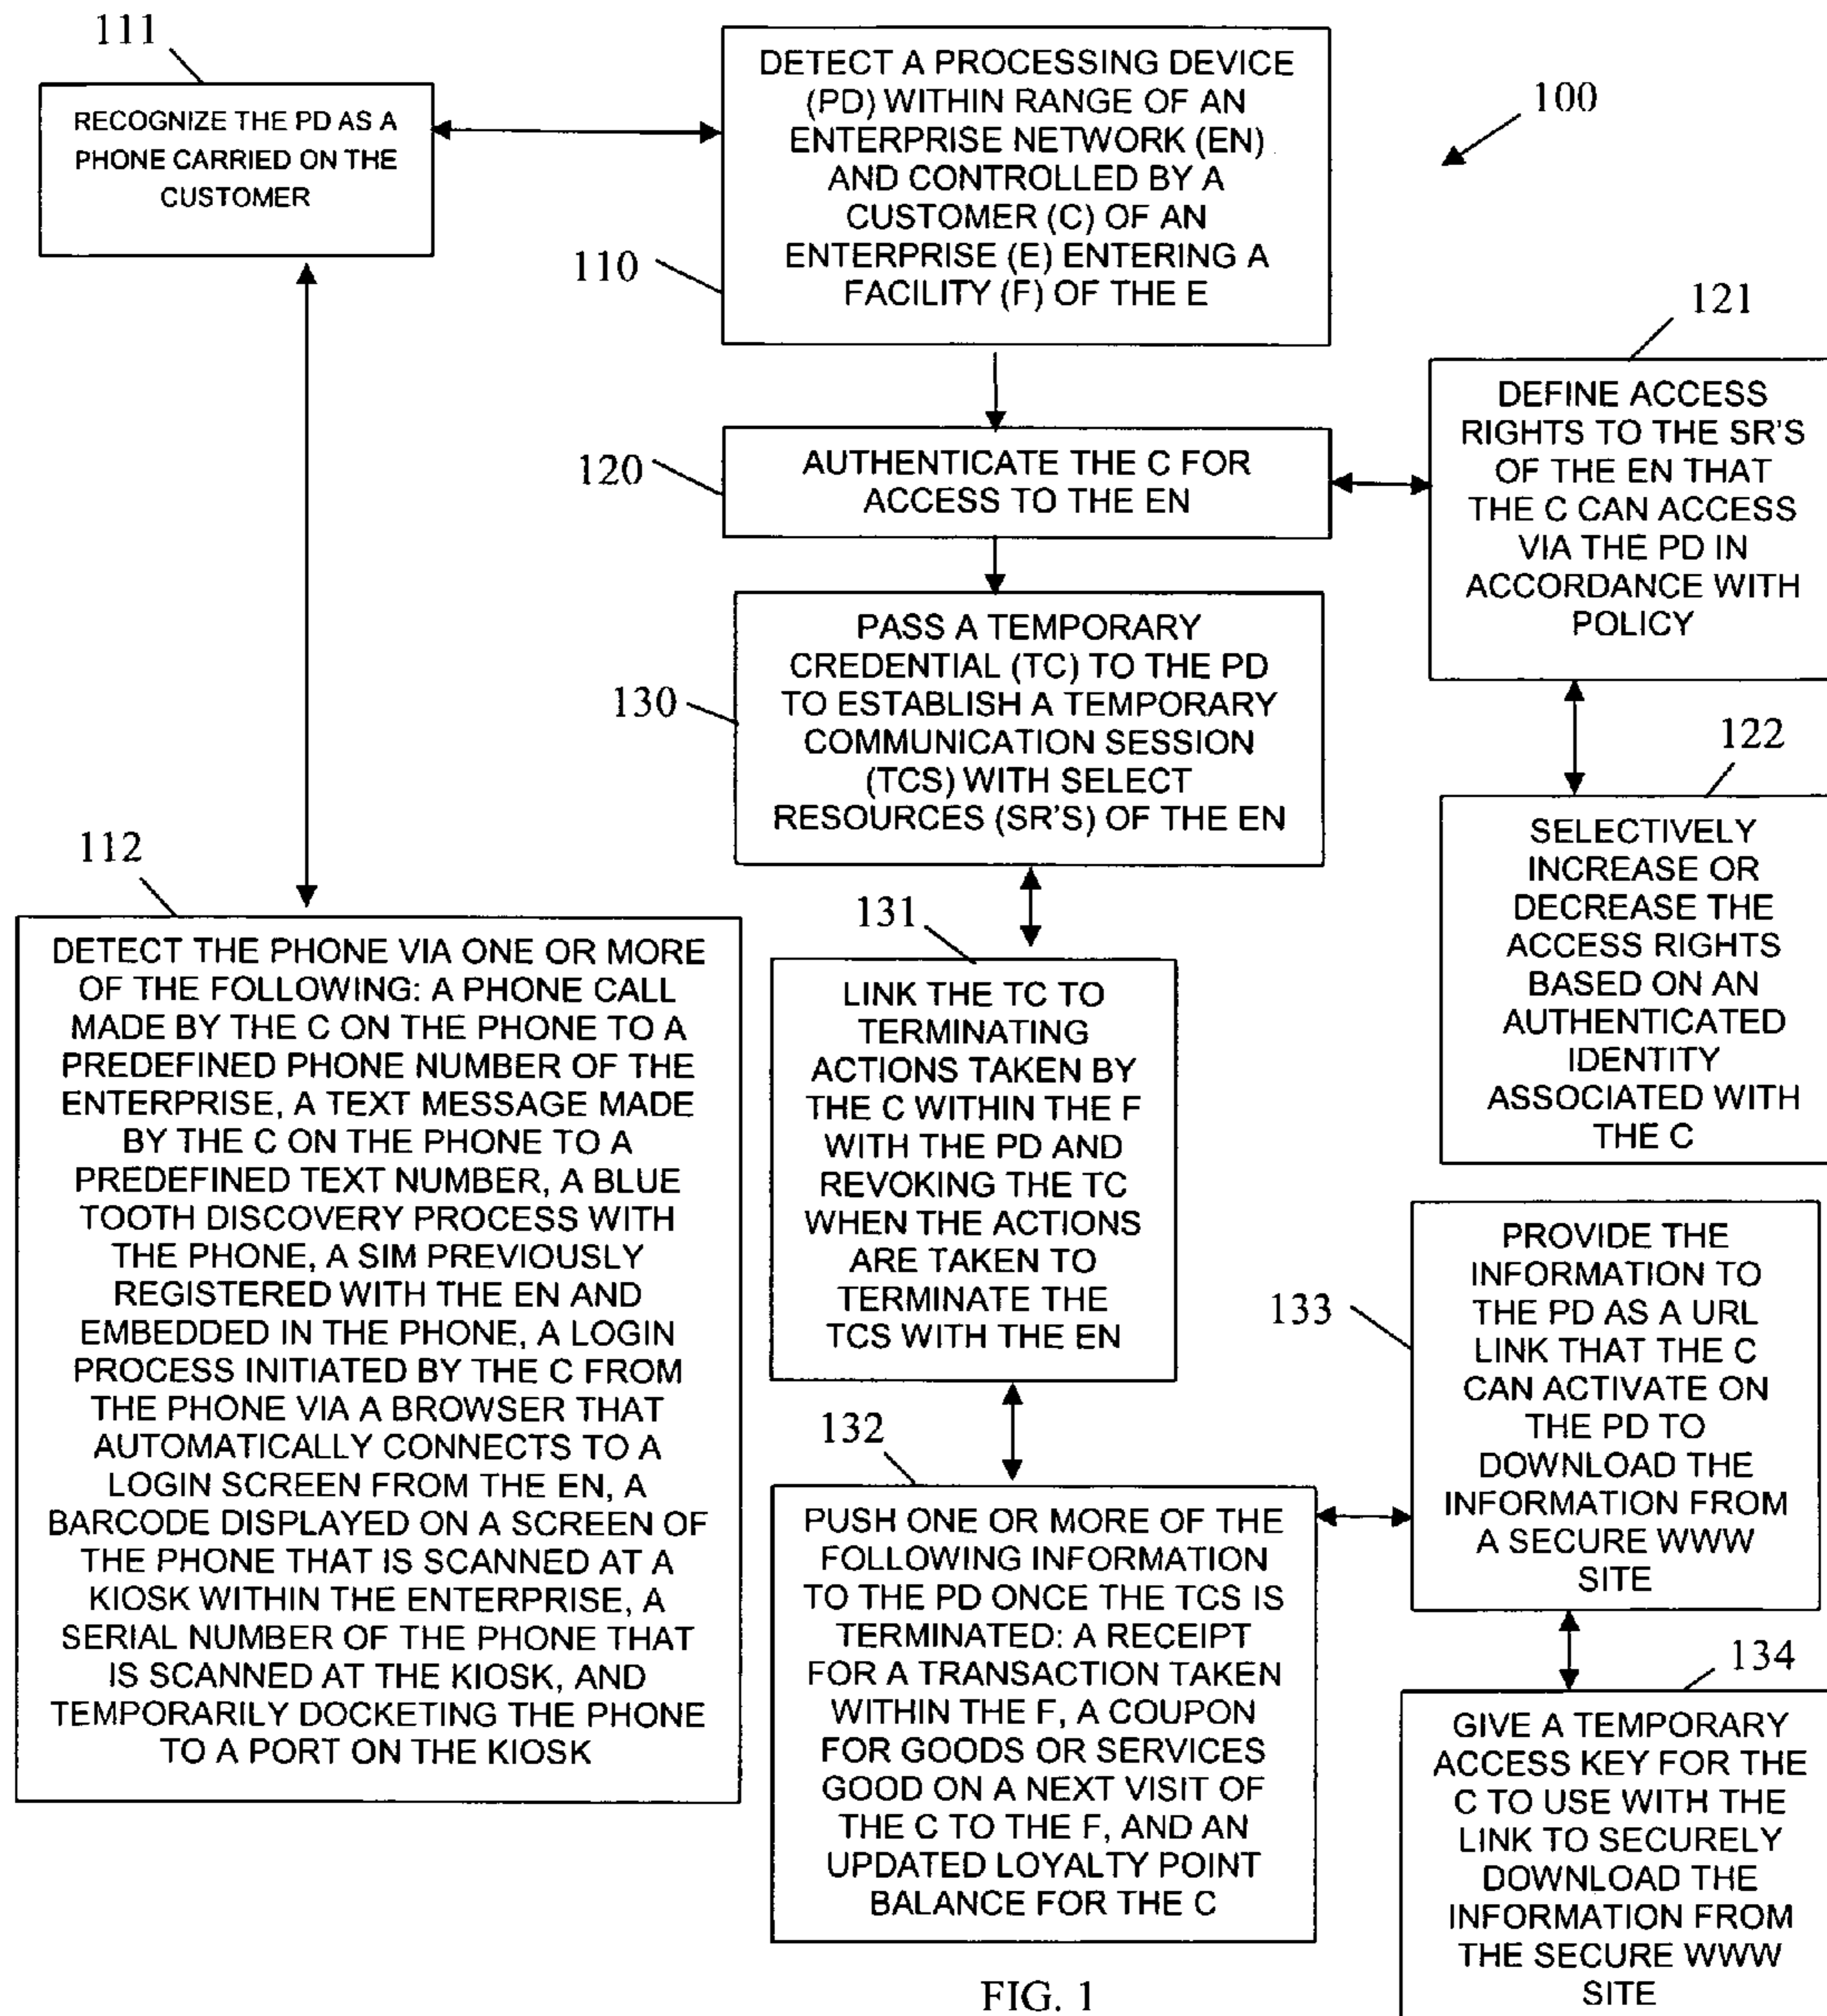 111
RECOGNIZE THE PD AS A
PHONE CARRIED ON THE
CUSTOMER
DETECT A PROCESSING DEVICE
(PD) WITHIN RANGE OF AN
ENTERPRISE NETWORK (EN)
AND CONTROLLED BY A
CUSTOMER (C) OF AN
ENTERPRISE (E) ENTERING A
FACILITY (F) OF THE E
100
110
120
AUTHENTICATE THE C FOR
ACCESS TO THE EN
121
DEFINE ACCESS
RIGHTS TO THE SR'S
OF THE EN THAT
THE C CAN ACCESS
VIA THE PD IN
ACCORDANCE WITH
POLICY
130
PASS A TEMPORARY
CREDENTIAL (TC) TO THE PD
TO ESTABLISH A TEMPORARY
COMMUNICATION SESSION
(TCS) WITH SELECT
RESOURCES (SR'S) OF THE EN
122
SELECTIVELY
INCREASE OR
DECREASE THE
ACCESS RIGHTS
BASED ON AN
AUTHENTICATED
IDENTITY
ASSOCIATED WITH
THE C
112
DETECT THE PHONE VIA ONE OR MORE
OF THE FOLLOWING: A PHONE CALL
MADE BY THE C ON THE PHONE TO A
PREDEFINED PHONE NUMBER OF THE
ENTERPRISE, A TEXT MESSAGE MADE
BY THE C ON THE PHONE TO A
PREDEFINED TEXT NUMBER, A BLUE
TOOTH DISCOVERY PROCESS WITH
THE PHONE, A SIM PREVIOUSLY
REGISTERED WITH THE EN AND
EMBEDDED IN THE PHONE, A LOGIN
PROCESS INITIATED BY THE C FROM
THE PHONE VIA A BROWSER THAT
AUTOMATICALLY CONNECTS TO A
LOGIN SCREEN FROM THE EN, A
BARCODE DISPLAYED ON A SCREEN OF
THE PHONE THAT IS SCANNED AT A
KIOSK WITHIN THE ENTERPRISE, A
SERIAL NUMBER OF THE PHONE THAT
IS SCANNED AT THE KIOSK, AND
TEMPORARILY DOCKETING THE PHONE
TO A PORT ON THE KIOSK
131
LINK THE TC TO
TERMINATING
ACTIONS TAKEN BY
THE C WITHIN THE F
WITH THE PD AND
REVOKING THE TC
WHEN THE ACTIONS
ARE TAKEN TO
TERMINATE THE
TCS WITH THE EN
132
PUSH ONE OR MORE OF THE
FOLLOWING INFORMATION
TO THE PD ONCE THE TCS IS
TERMINATED: A RECEIPT
FOR A TRANSACTION TAKEN
WITHIN THE F, A COUPON
FOR GOODS OR SERVICES
GOOD ON A NEXT VISIT OF
THE C TO THE F, AND AN
UPDATED LOYALTY POINT
BALANCE FOR THE C
133
PROVIDE THE
INFORMATION TO
THE PD AS A URL
LINK THAT THE C
CAN ACTIVATE ON
THE PD TO
DOWNLOAD THE
INFORMATION FROM
A SECURE WWW
SITE
134
GIVE A TEMPORARY
ACCESS KEY FOR THE
C TO USE WITH THE
LINK TO SECURELY
DOWNLOAD THE
INFORMATION FROM
THE SECURE WWW
SITE
FIG. 1